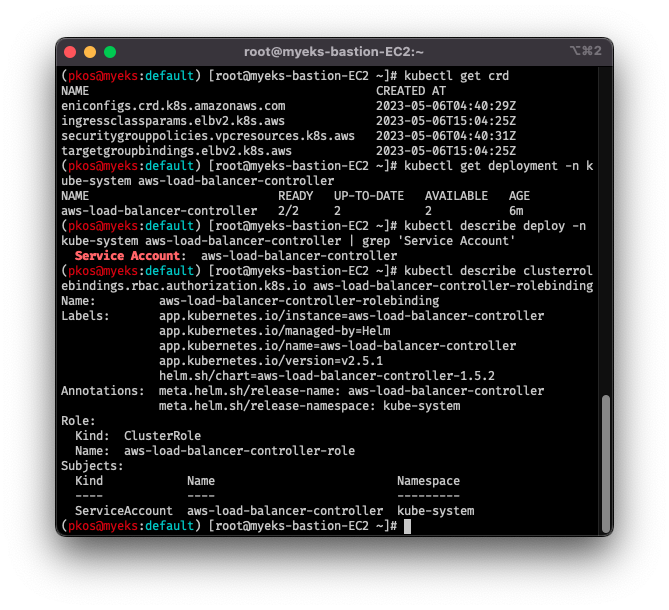 root@myeks-bastion-EC2:~
⌥⌘2
(pkos@myeks:default) [root@myeks-bastion-EC2 ~]# kubectl get crd
NAME                                         CREATED AT
eniconfigs.crd.k8s.amazonaws.com             2023-05-06T04:40:29Z
ingressclassparams.elbv2.k8s.aws             2023-05-06T15:04:25Z
securitygrouppolicies.vpcresources.k8s.aws   2023-05-06T04:40:31Z
targetgroupbindings.elbv2.k8s.aws            2023-05-06T15:04:25Z
(pkos@myeks:default) [root@myeks-bastion-EC2 ~]# kubectl get deployment -n k
ube-system aws-load-balancer-controller
NAME                           READY   UP-TO-DATE   AVAILABLE   AGE
aws-load-balancer-controller   2/2     2            2           6m
(pkos@myeks:default) [root@myeks-bastion-EC2 ~]# kubectl describe deploy -n
kube-system aws-load-balancer-controller | grep 'Service Account'
  Service Account:  aws-load-balancer-controller
(pkos@myeks:default) [root@myeks-bastion-EC2 ~]# kubectl describe clusterrol
ebindings.rbac.authorization.k8s.io aws-load-balancer-controller-rolebinding
Name:         aws-load-balancer-controller-rolebinding
Labels:       app.kubernetes.io/instance=aws-load-balancer-controller
              app.kubernetes.io/managed-by=Helm
              app.kubernetes.io/name=aws-load-balancer-controller
              app.kubernetes.io/version=v2.5.1
              helm.sh/chart=aws-load-balancer-controller-1.5.2
Annotations:  meta.helm.sh/release-name: aws-load-balancer-controller
              meta.helm.sh/release-namespace: kube-system
Role:
  Kind:  ClusterRole
  Name:  aws-load-balancer-controller-role
Subjects:
  Kind            Name                          Namespace
  ----            ----                          ---------
  ServiceAccount  aws-load-balancer-controller  kube-system
(pkos@myeks:default) [root@myeks-bastion-EC2 ~]#